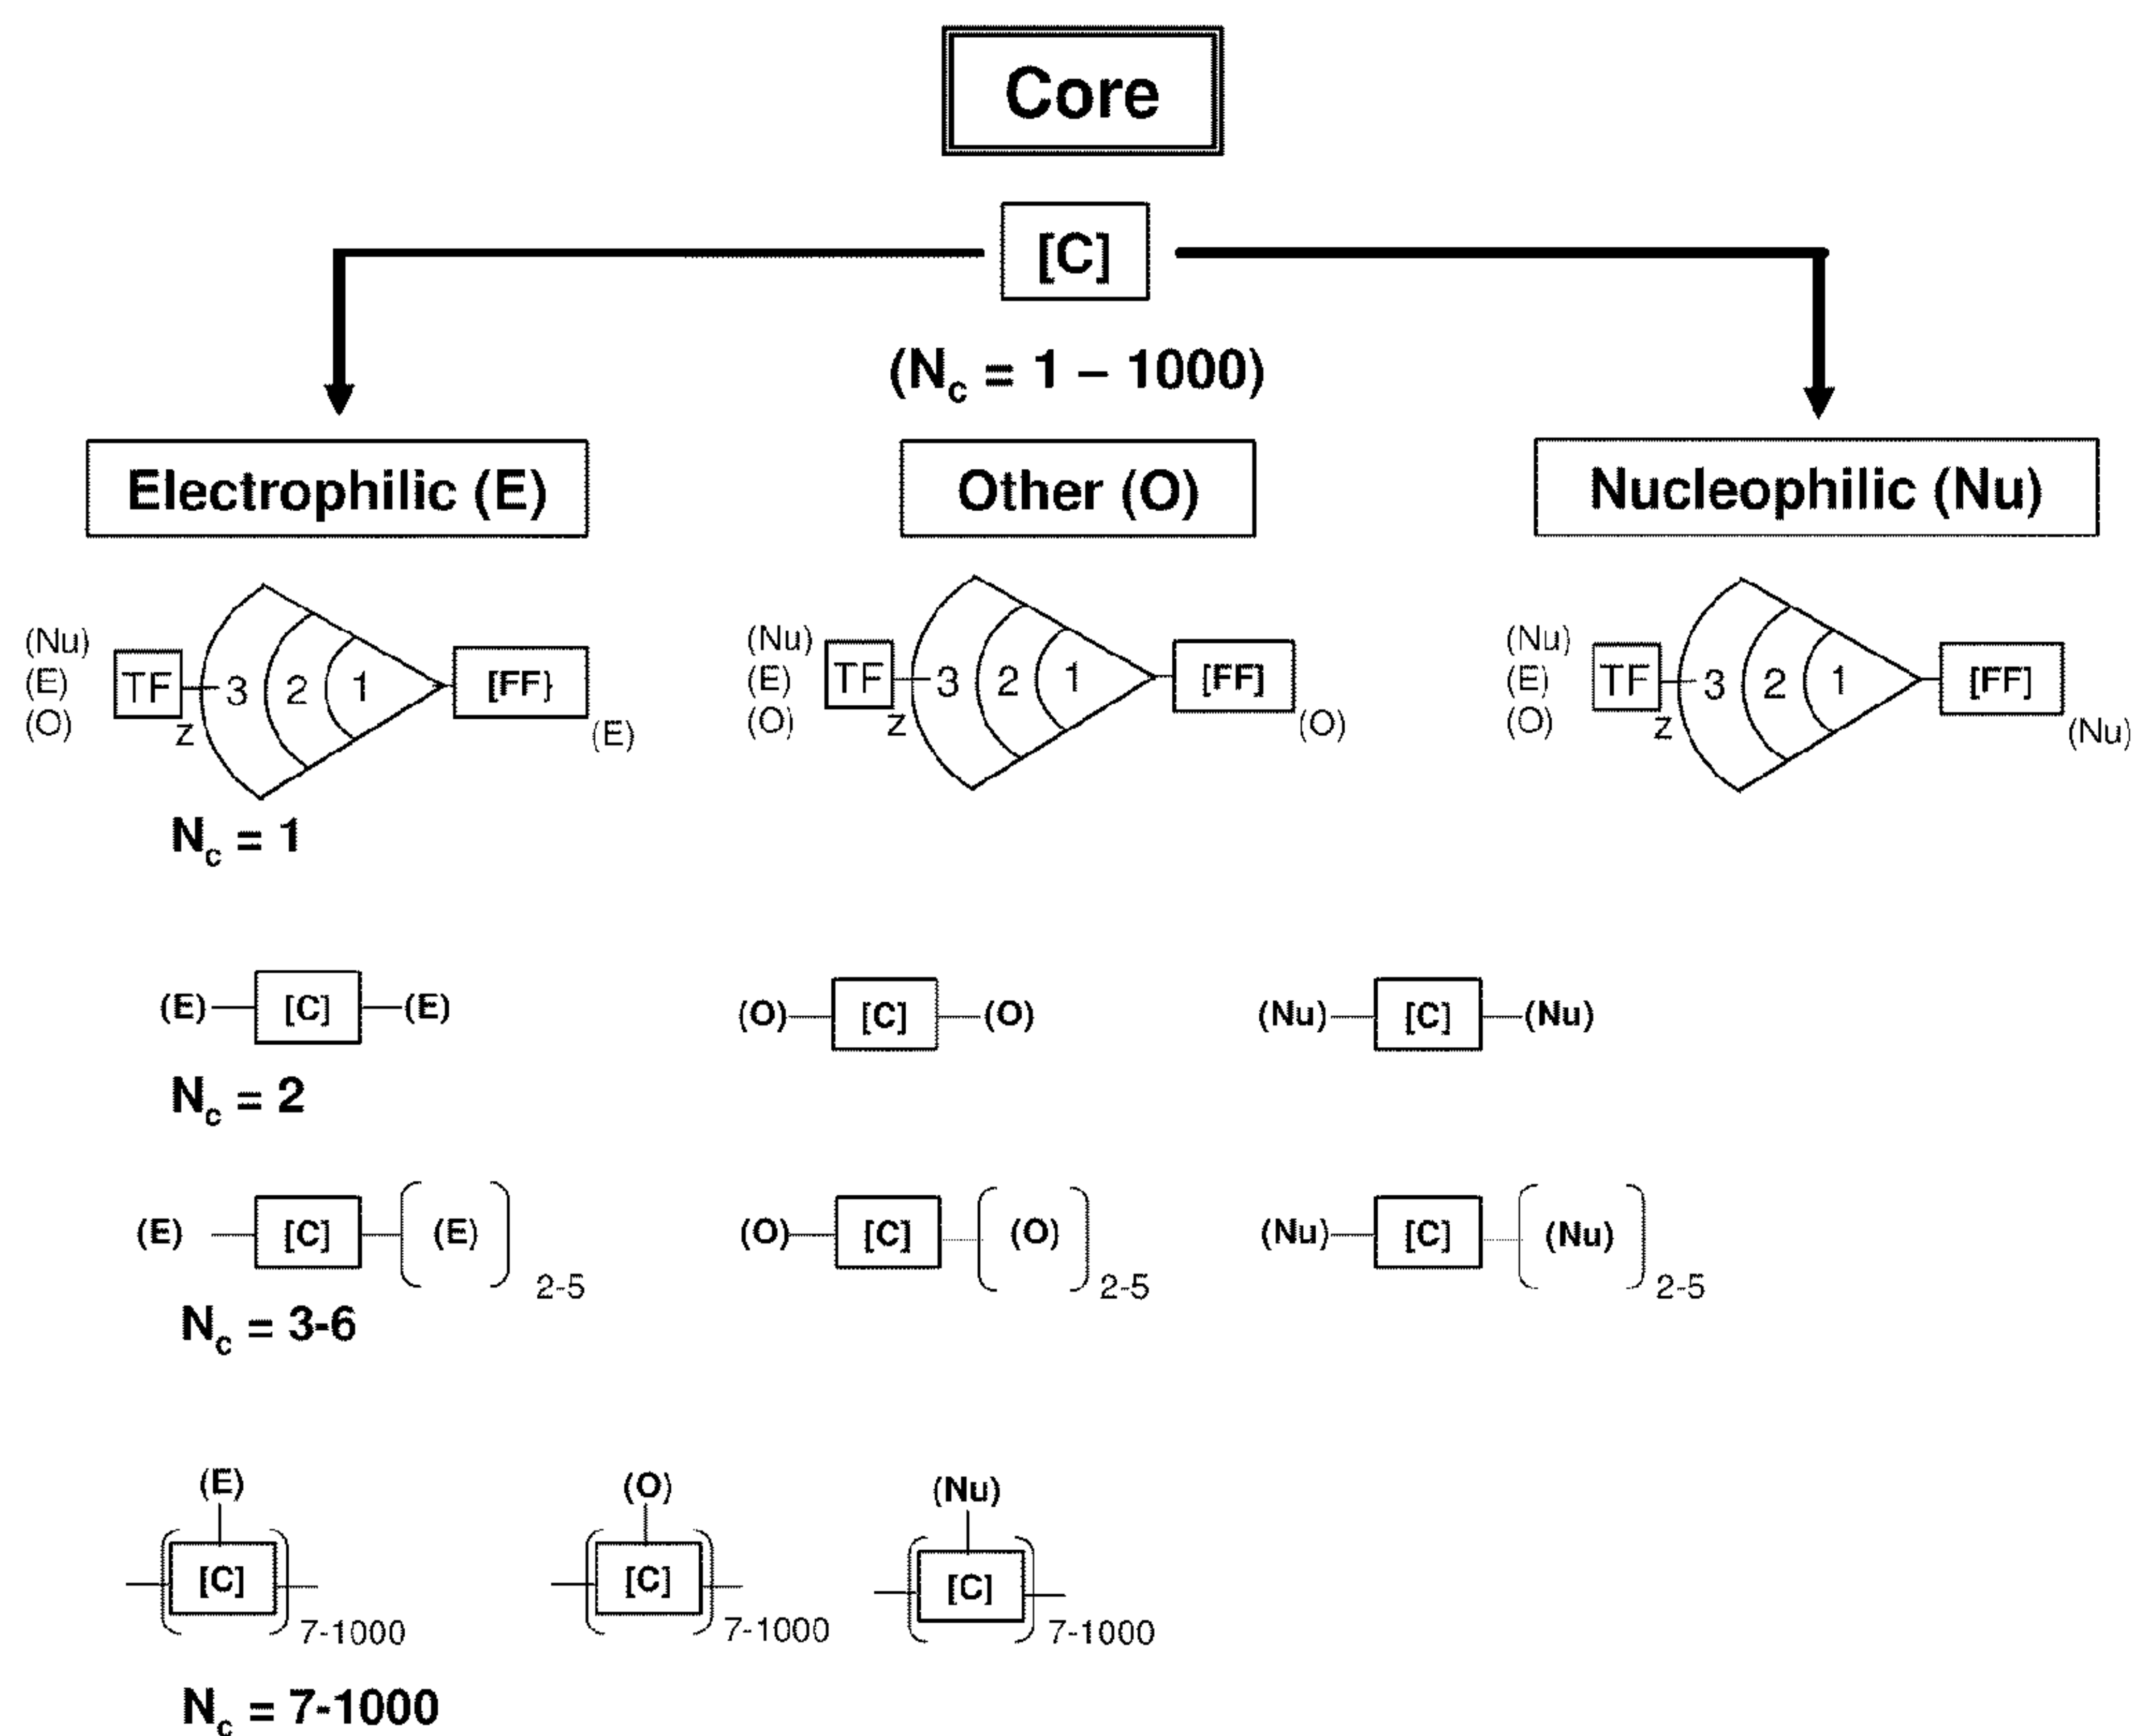 Core
[C]
(Nc = 1 – 1000)
Electrophilic (E) Other (O) Nucleophilic (Nu)
(Nu) (Nu) (Nu)
(E) TF 3 2 1 [FF} (E) TF 3 2 1 [FF] (E) TF 3 2 1 [FF]
(O) z (E) (O) z (O) (O) z (Nu)
Nc = 1
(E) [C] (E) (O) [C] (O) (Nu) [C] (Nu)
Nc = 2
(E) [C] (E) 2-5 (O) [C] (O) 2-5 (Nu) [C] (Nu) 2-5
Nc = 3-6
(E) (O) (Nu)
[C] [C] [C]
7-1000 7-1000 7-1000
Nc = 7-1000